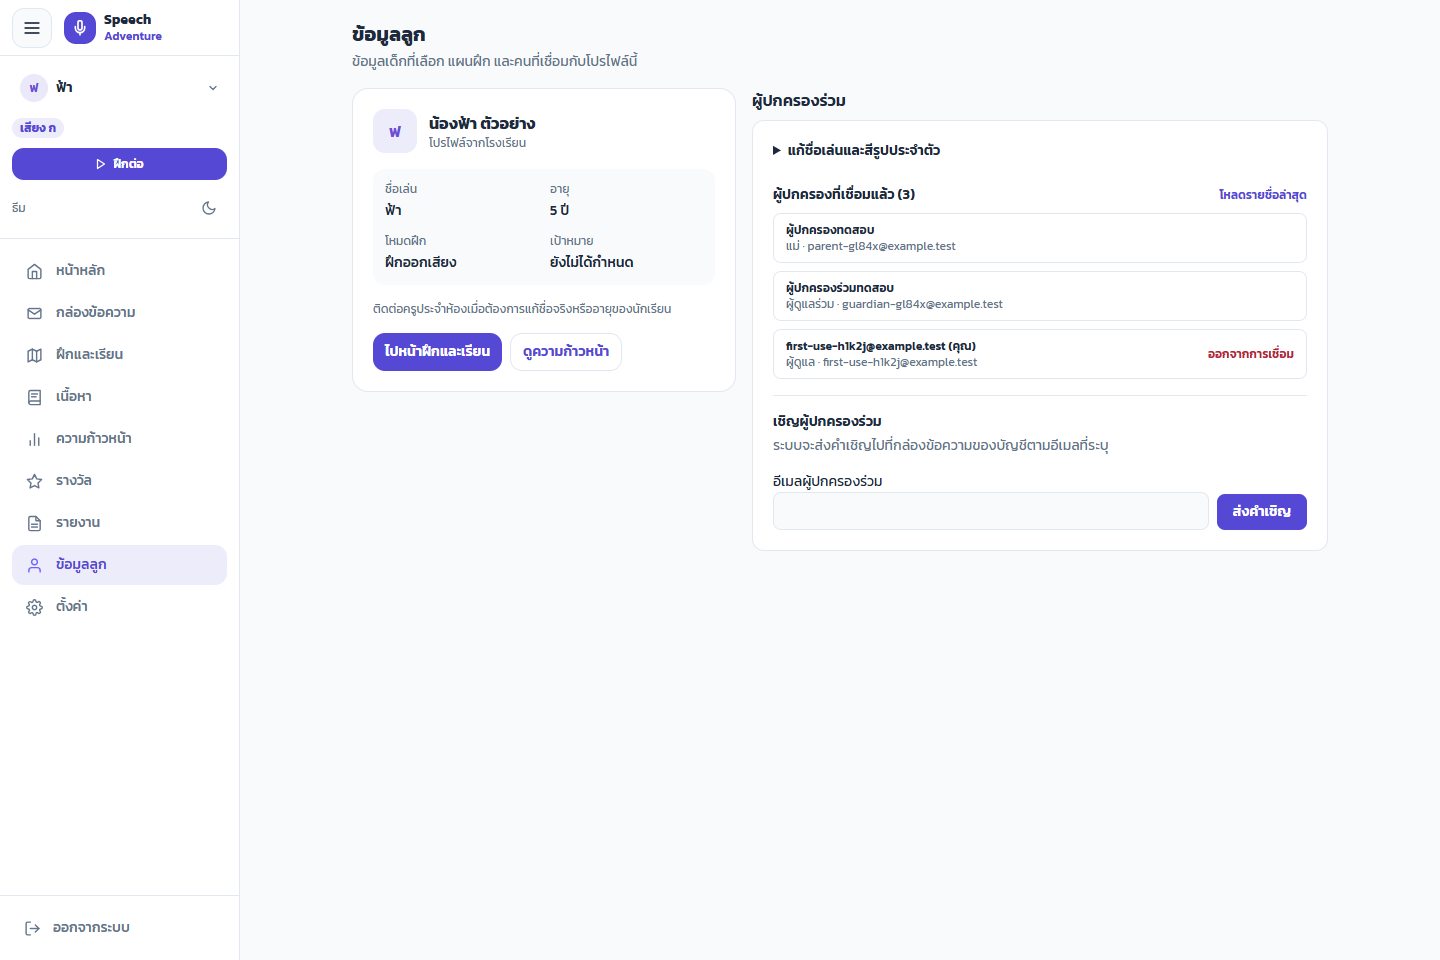 Speech
Adventure
ฟ
ฟ้า
เสียง ก
ฝึกต่อ
ธีม
หน้าหลัก
กล่องข้อความ
ฝึกและเรียน
เนื้อหา
ความก้าวหน้า
รางวัล
รายงาน
ข้อมูลลูก
ตั้งค่า
ออกจากระบบ
ข้อมูลลูก
ข้อมูลเด็กที่เลือก แผนฝึก และคนที่เชื่อมกับโปรไฟล์นี้
ฟ
น้องฟ้า ตัวอย่าง
โปรไฟล์จากโรงเรียน
ชื่อเล่น
ฟ้า
อายุ
5 ปี
โหมดฝึก
ฝึกออกเสียง
เป้าหมาย
ยังไม่ได้กำหนด
ติดต่อครูประจำห้องเมื่อต้องการแก้ชื่อจริงหรืออายุของนักเรียน
ไปหน้าฝึกและเรียน
ดูความก้าวหน้า
ผู้ปกครองร่วม
แก้ชื่อเล่นและสีรูปประจำตัว
ผู้ปกครองที่เชื่อมแล้ว (3)
โหลดรายชื่อล่าสุด
ผู้ปกครองทดสอบ
แม่ · parent-gl84x@example.test
ผู้ปกครองร่วมทดสอบ
ผู้ดูแลร่วม · guardian-gl84x@example.test
first-use-h1k2j@example.test (คุณ)
ผู้ดูแล · first-use-h1k2j@example.test
ออกจากการเชื่อม
เชิญผู้ปกครองร่วม
ระบบจะส่งคำเชิญไปที่กล่องข้อความของบัญชีตามอีเมลที่ระบุ
อีเมลผู้ปกครองร่วม
ส่งคำเชิญ